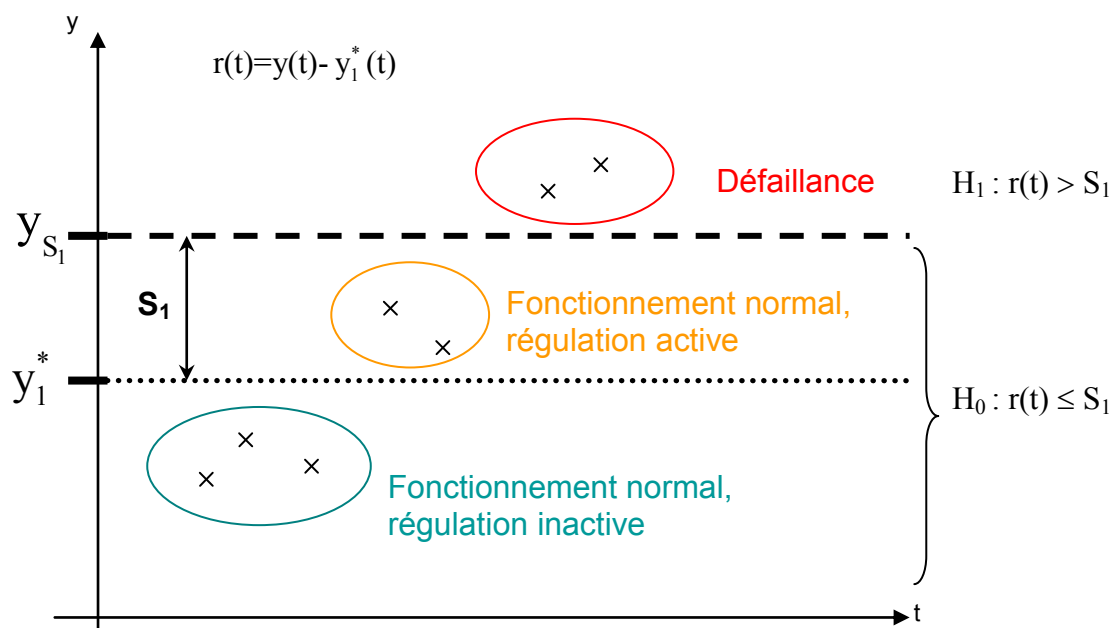 y
r(t)=y(t)- y₁*(t)
Défaillance
H₁ : r(t) > S₁
y_S₁
S₁
Fonctionnement normal,
régulation active
y₁*
H₀ : r(t) ≤ S₁
Fonctionnement normal,
régulation inactive
t